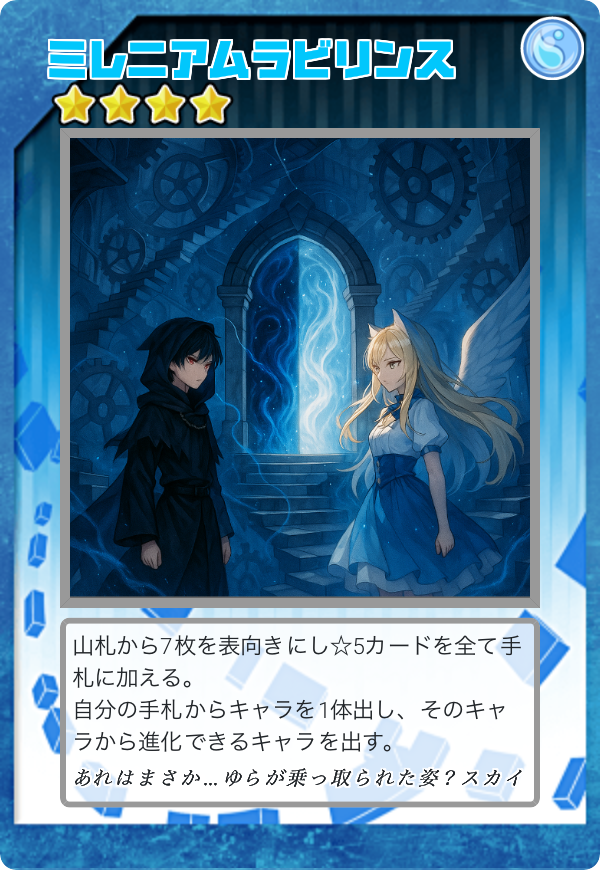 ミレニアムラビリンス
山札から7枚を表向きにし☆5カードを全て手
札に加える。
自分の手札からキャラを1体出し、そのキャ
ラから進化できるキャラを出す。
あれはまさか…ゆらが乗っ取られた姿？スカイ